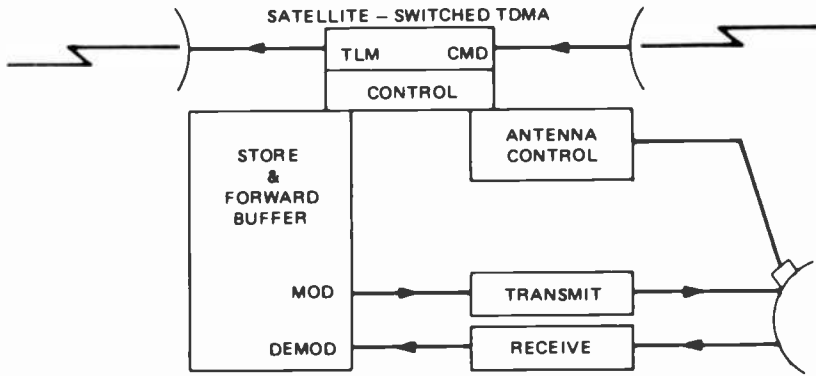 SATELLITE – SWITCHED TDMA
TLM CMD
CONTROL
STORE
&
FORWARD
BUFFER
ANTENNA
CONTROL
MOD
TRANSMIT
DEMOD
RECEIVE